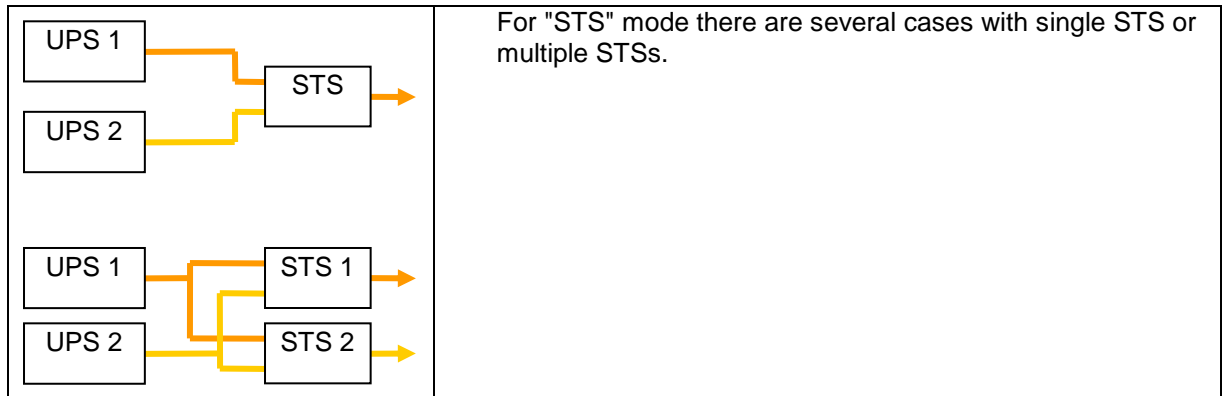 UPS 1
STS
UPS 2
UPS 1
STS 1
UPS 2
STS 2
For "STS" mode there are several cases with single STS or
multiple STSs.